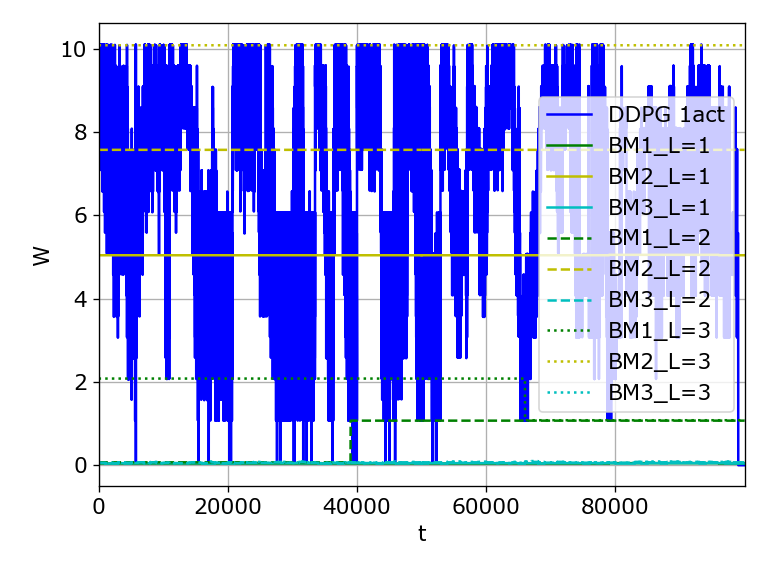 10
8
6
4
2
0
W
0
20000
40000
60000
80000
t
DDPG 1act
BM1_L=1
BM2_L=1
BM3_L=1
BM1_L=2
BM2_L=2
BM3_L=2
BM1_L=3
BM2_L=3
BM3_L=3